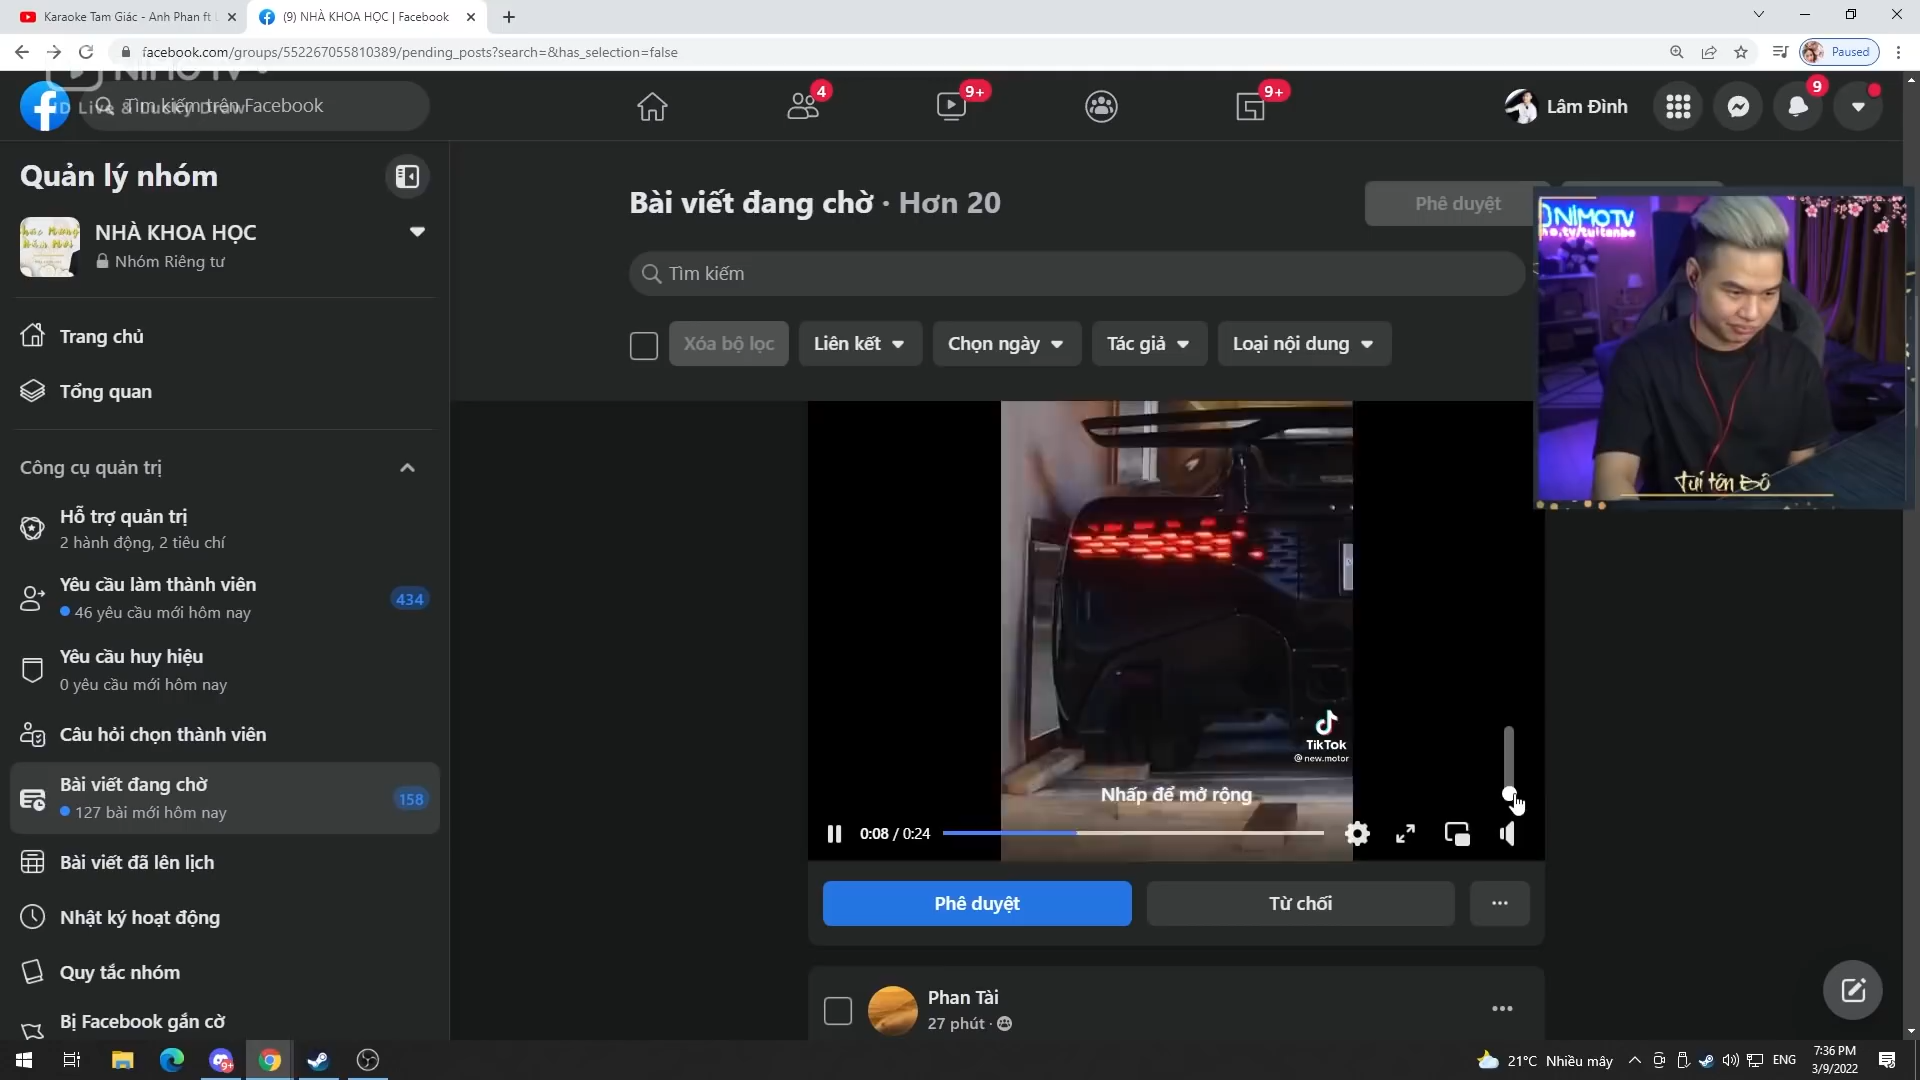 Karaoke Tam Giác - Anh Phan ft
(9) NHÀ KHOA HỌC | Facebook
facebook.com/groups/552267055810389/pending_posts?search=&has_selection=false
Paused
NIMOTV
Tìm kiếm trên Facebook
ID Live & Lucky Draw
4
9+
9+
Lâm Đình
9
Quản lý nhóm
NHÀ KHOA HỌC
Nhóm Riêng tư
Trang chủ
Tổng quan
Công cụ quản trị
Hỗ trợ quản trị
2 hành động, 2 tiêu chí
Yêu cầu làm thành viên
46 yêu cầu mới hôm nay
434
Yêu cầu huy hiệu
0 yêu cầu mới hôm nay
Câu hỏi chọn thành viên
Bài viết đang chờ
127 bài mới hôm nay
158
Bài viết đã lên lịch
Nhật ký hoạt động
Quy tắc nhóm
Bị Facebook gắn cờ
Bài viết đang chờ · Hơn 20
Phê duyệt
Tìm kiếm
Xóa bộ lọc
Liên kết
Chọn ngày
Tác giả
Loại nội dung
NIMOTV
Tui tên Bô
TikTok
@new.motor
Nhấp để mở rộng
0:08 / 0:24
Phê duyệt
Từ chối
Phan Tài
27 phút ·
9+
21°C Nhiều mây
ENG
7:36 PM
3/9/2022